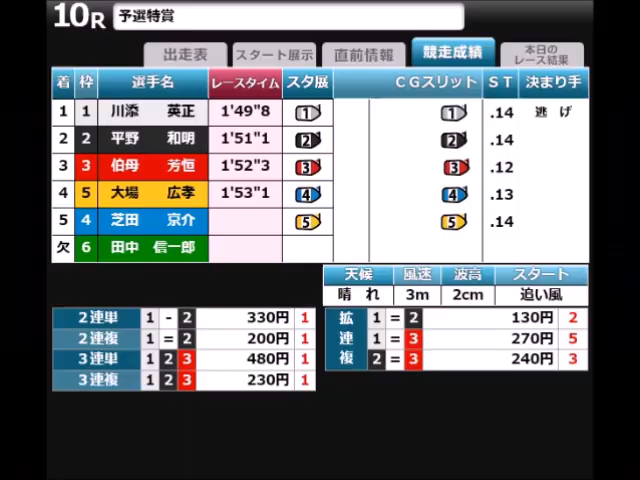 10R 予選特賞
出走表 スタート展示 直前情報 競走成績 本日の
レース結果
着 枠 選手名 レースタイム スタ展 CGスリット ST 決まり手
1 1 川添 英正 1'49"8 1 1 .14 逃げ
2 2 平野 和明 1'51"1 2 2 .14
3 3 伯母 芳恒 1'52"3 3 3 .12
4 5 大場 広孝 1'53"1 4 4 .13
5 4 芝田 京介 5 5 .14
欠 6 田中 信一郎
天候 風速 波高 スタート
晴れ 3m 2cm 追い風
2連単 1 - 2 330円 1
2連複 1 = 2 200円 1
3連単 1 2 3 480円 1
3連複 1 2 3 230円 1
拡 1 = 2 130円 2
連 1 = 3 270円 5
複 2 = 3 240円 3